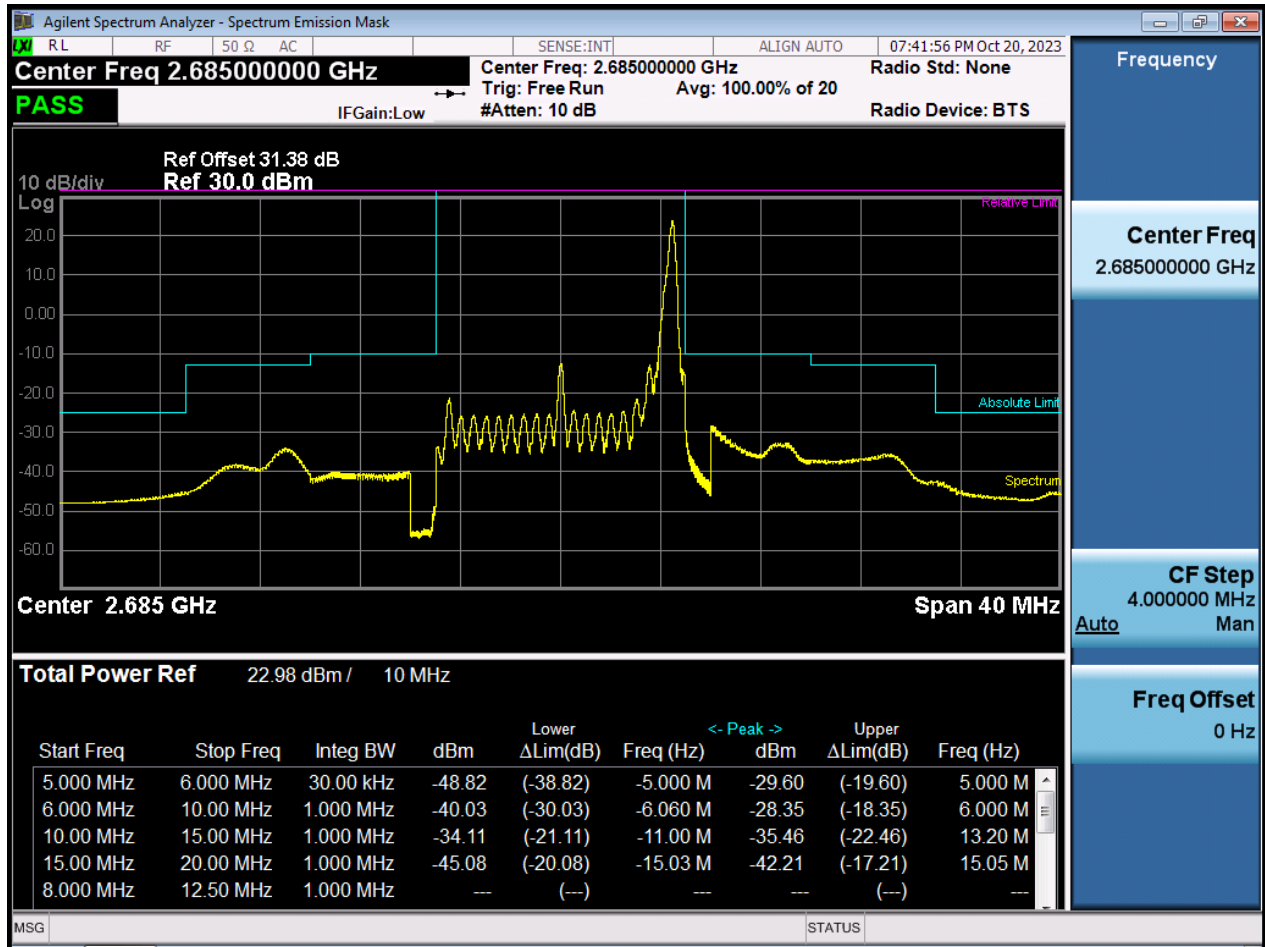 Agilent Spectrum Analyzer - Spectrum Emission Mask
LXI RL RF 50 Ω AC SENSE:INT ALIGN AUTO 07:41:56 PM Oct 20, 2023
Center Freq 2.685000000 GHz Center Freq: 2.685000000 GHz Radio Std: None
Trig: Free Run Avg: 100.00% of 20
PASS IFGain:Low #Atten: 10 dB Radio Device: BTS
Ref Offset 31.38 dB
10 dB/div Ref 30.0 dBm
Log
Relative Limit
20.0
10.0
0.00
-10.0
-20.0
Absolute Limit
-30.0
-40.0
Spectrum
-50.0
-60.0
Center 2.685 GHz Span 40 MHz
Total Power Ref 22.98 dBm / 10 MHz
Lower <- Peak -> Upper
Start Freq Stop Freq Integ BW dBm ΔLim(dB) Freq (Hz) dBm ΔLim(dB) Freq (Hz)
5.000 MHz 6.000 MHz 30.00 kHz -48.82 (-38.82) -5.000 M -29.60 (-19.60) 5.000 M
6.000 MHz 10.00 MHz 1.000 MHz -40.03 (-30.03) -6.060 M -28.35 (-18.35) 6.000 M
10.00 MHz 15.00 MHz 1.000 MHz -34.11 (-21.11) -11.00 M -35.46 (-22.46) 13.20 M
15.00 MHz 20.00 MHz 1.000 MHz -45.08 (-20.08) -15.03 M -42.21 (-17.21) 15.05 M
8.000 MHz 12.50 MHz 1.000 MHz --- (---) --- --- (---) ---
MSG STATUS
Frequency
Center Freq
2.685000000 GHz
CF Step
4.000000 MHz
Auto Man
Freq Offset
0 Hz